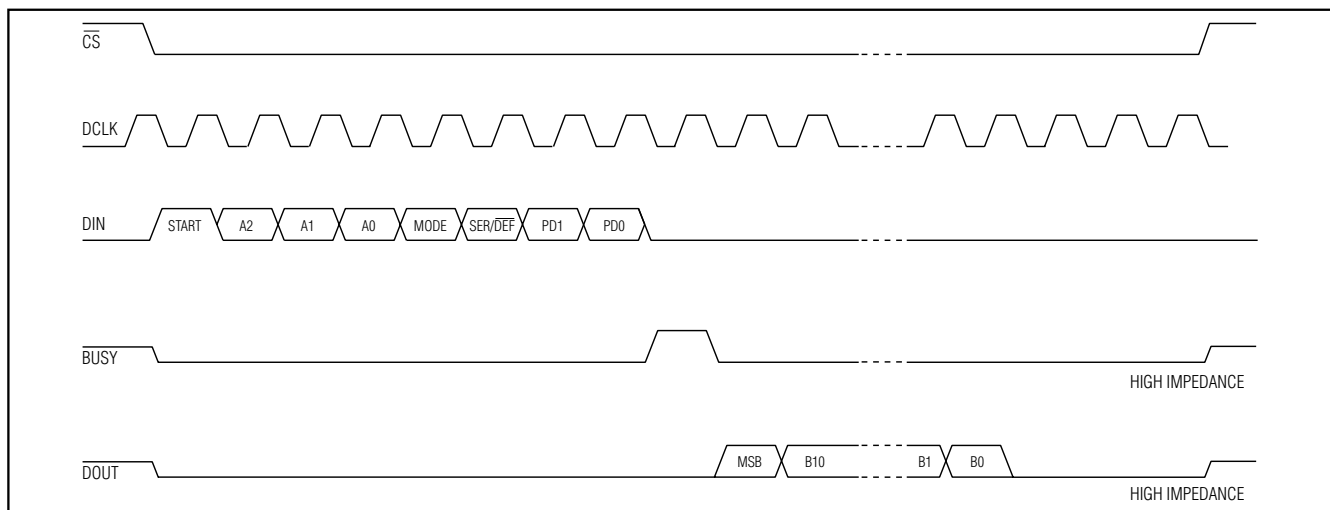 CS
DCLK
DIN START A2 A1 A0 MODE SER/DEF PD1 PD0
BUSY
HIGH IMPEDANCE
DOUT MSB B10 B1 B0
HIGH IMPEDANCE